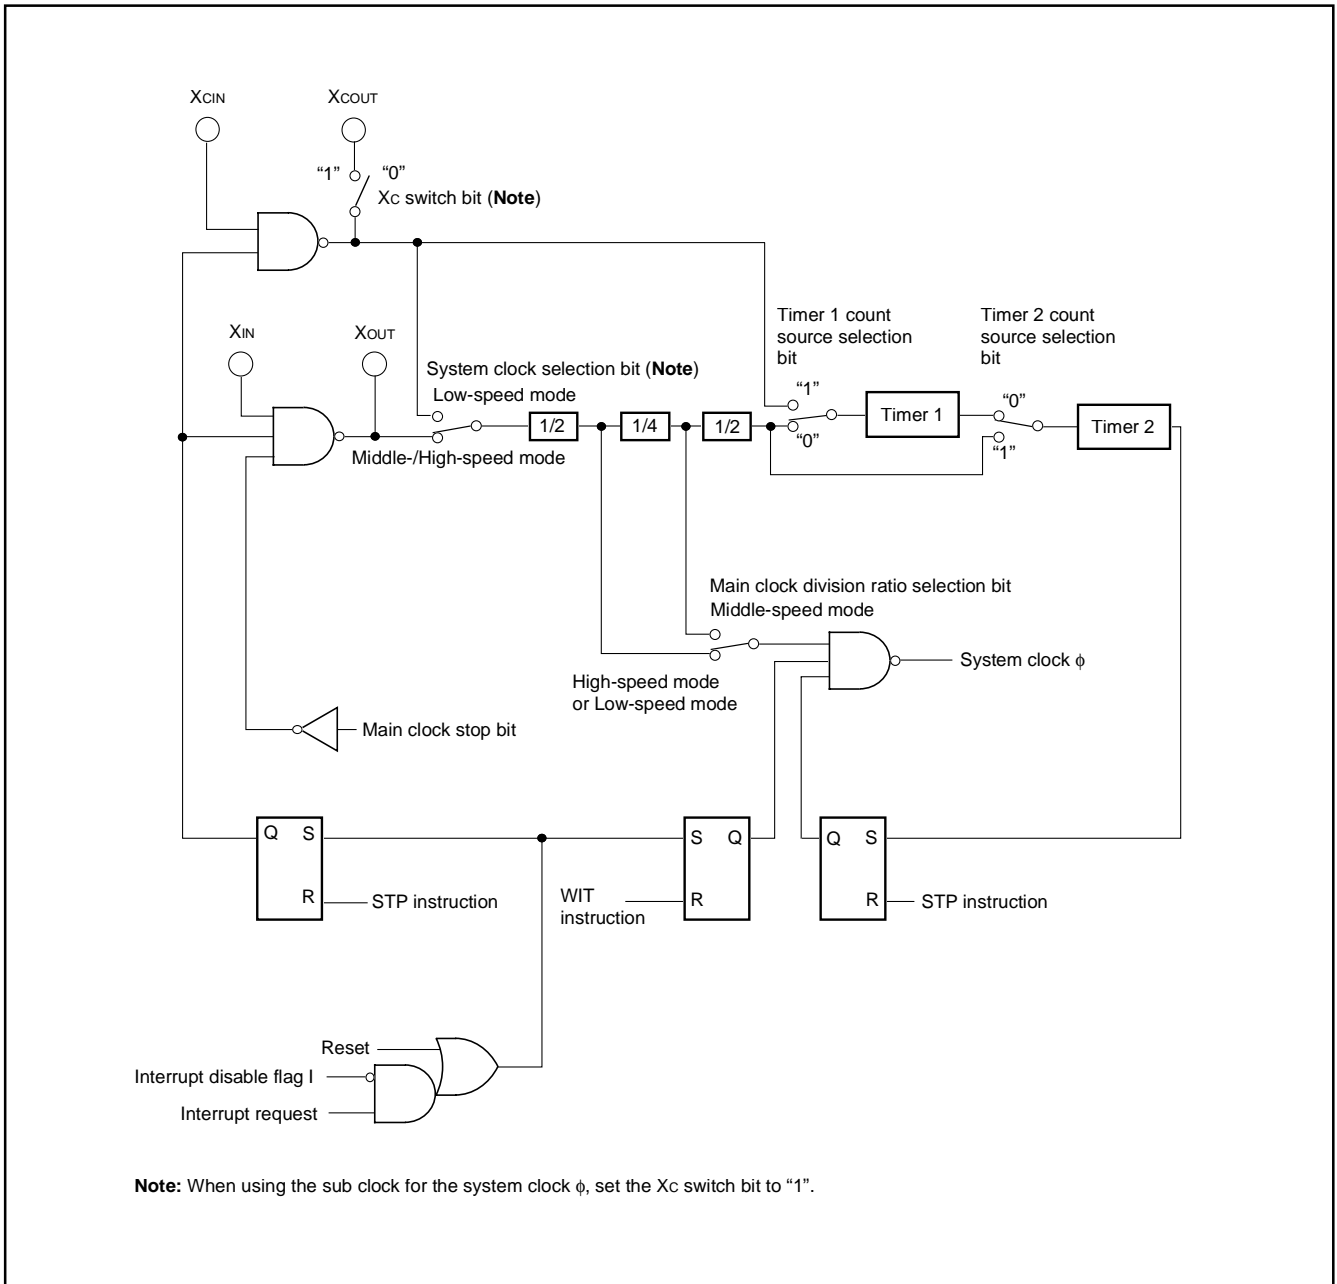 XCIN
XCOUT
“1” “0”
XC switch bit (Note)
XIN
XOUT
System clock selection bit (Note)
Low-speed mode
Middle-/High-speed mode
1/2
1/4
1/2
Timer 1 count
source selection
bit
“1”
“0”
Timer 1
Timer 2 count
source selection
bit
“0”
“1”
Timer 2
Main clock division ratio selection bit
Middle-speed mode
High-speed mode
or Low-speed mode
System clock ϕ
Main clock stop bit
Q S
R
STP instruction
S Q
R
WIT
instruction
Q S
R
STP instruction
Reset
Interrupt disable flag I
Interrupt request
Note: When using the sub clock for the system clock ϕ, set the XC switch bit to “1”.